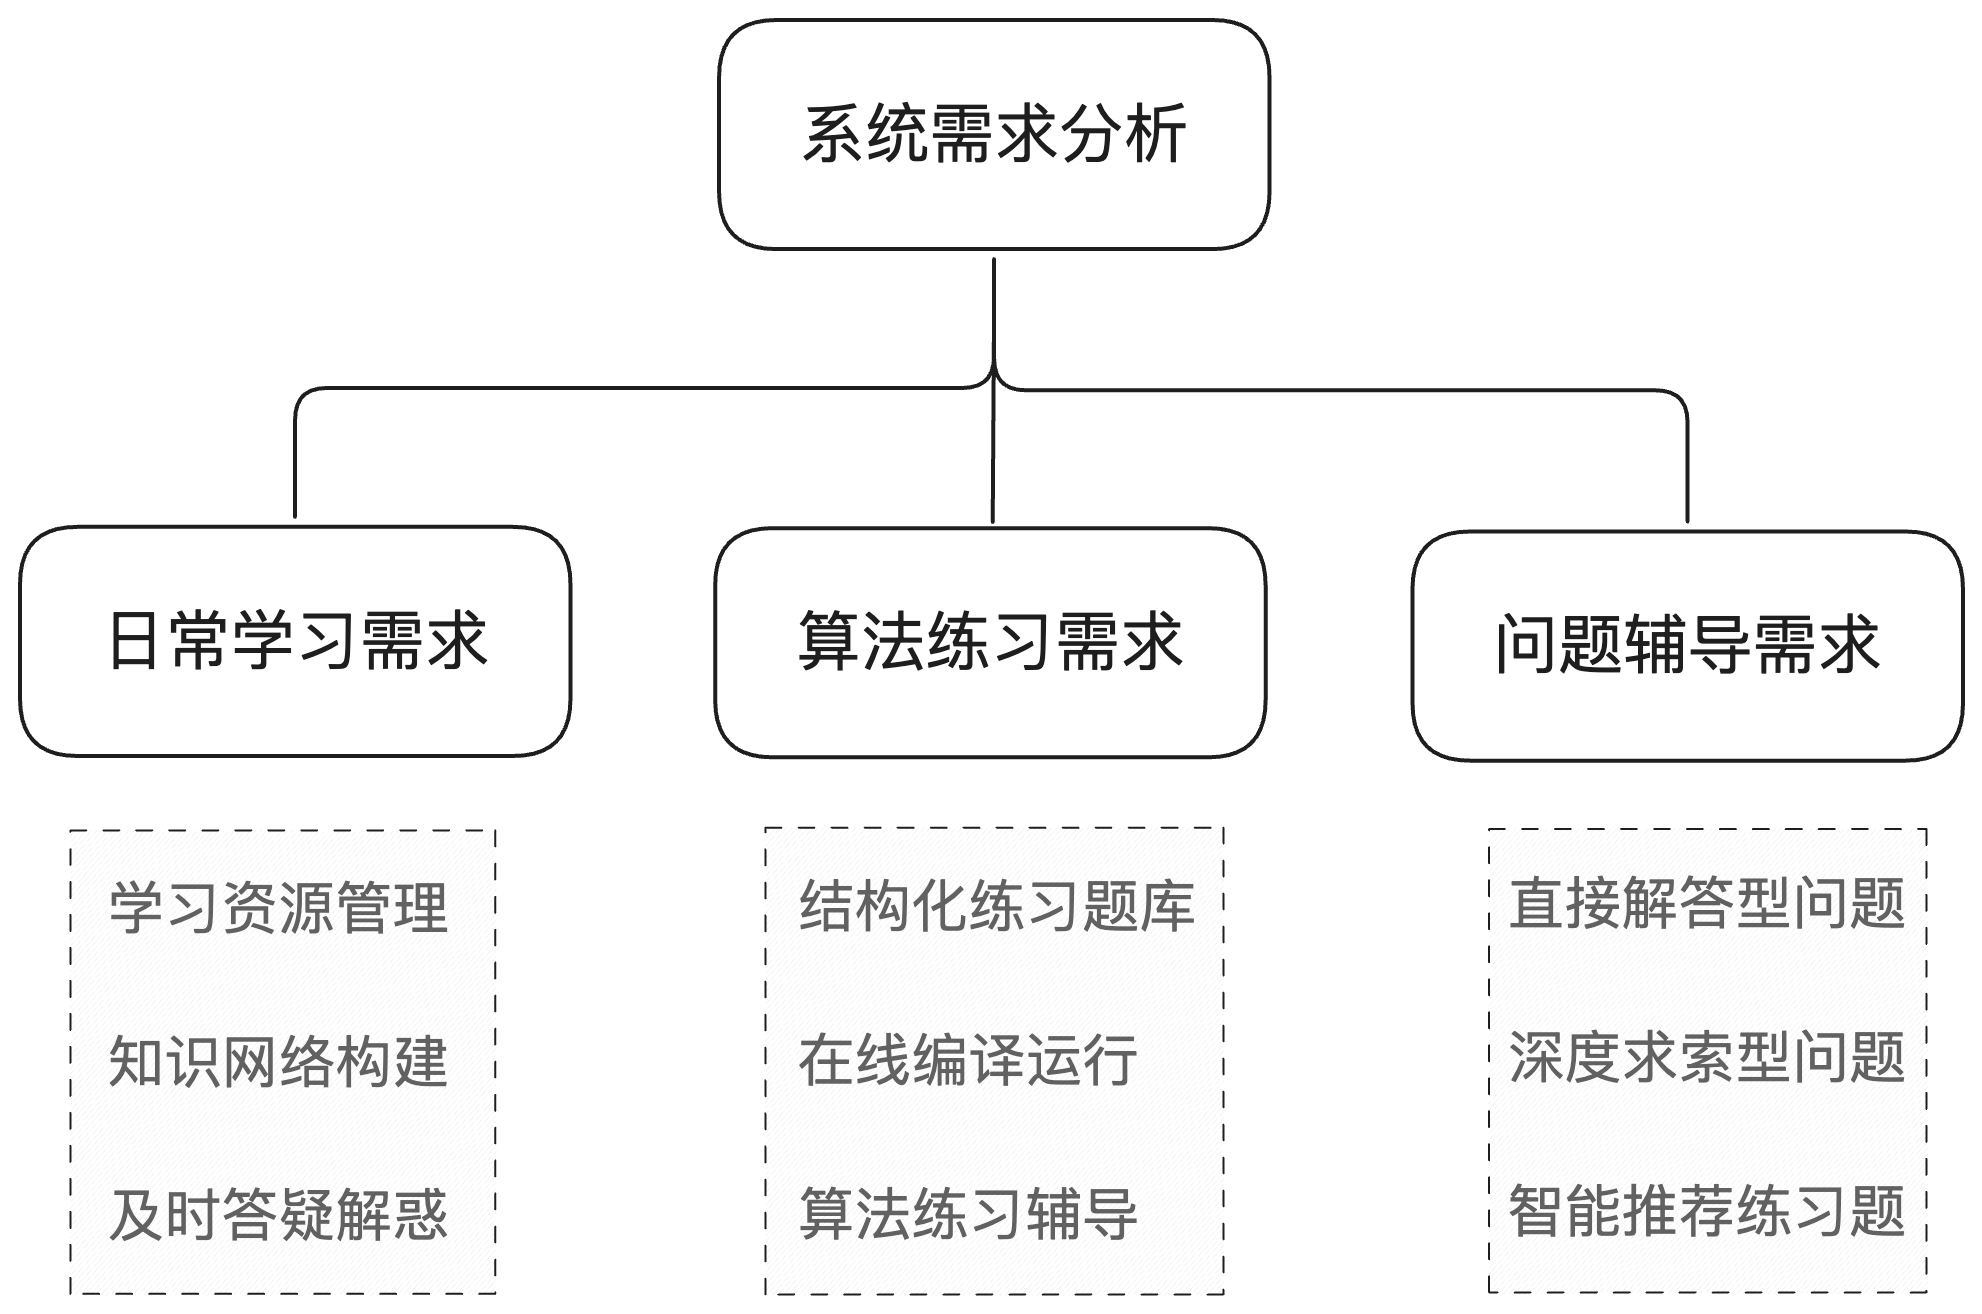 系统需求分析
日常学习需求
算法练习需求
问题辅导需求
学习资源管理
知识网络构建
及时答疑解惑
结构化练习题库
在线编译运行
算法练习辅导
直接解答型问题
深度求索型问题
智能推荐练习题